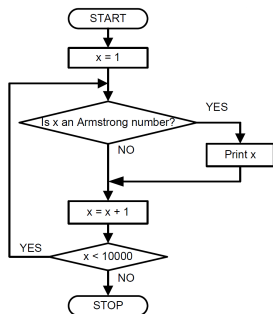 START
x = 1
Is x an Armstrong number?
YES
NO
Print x
x = x + 1
YES
x < 10000
NO
STOP